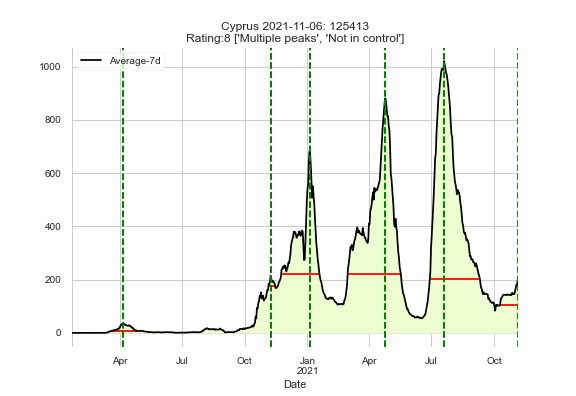 Cyprus 2021-11-06: 125413
Rating:8 ['Multiple peaks', 'Not in control']
Average-7d
1000
800
600
400
200
0
Apr Jul Oct Jan Apr Jul Oct
2021
Date